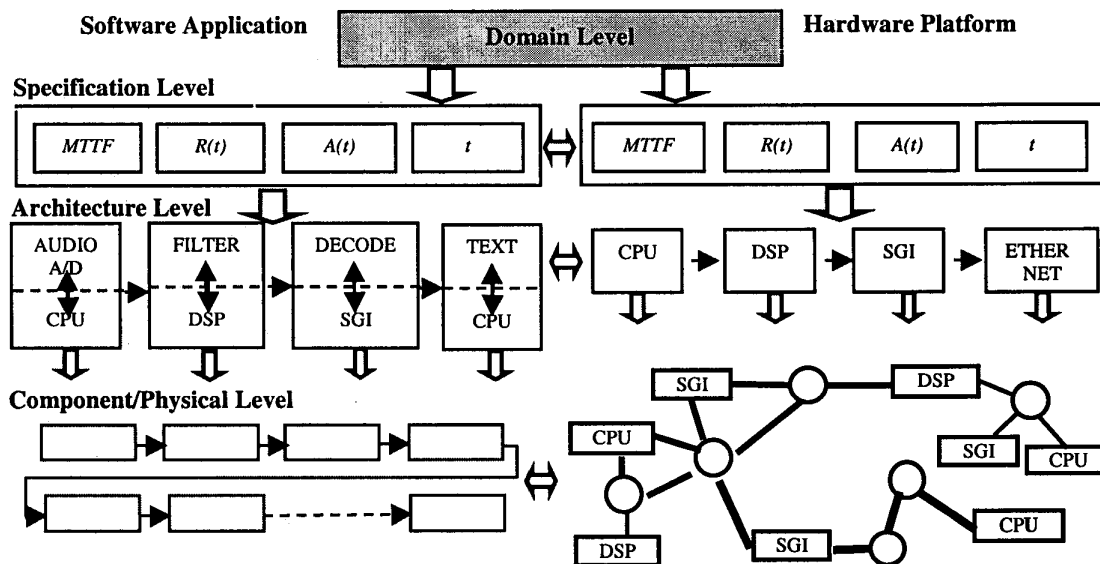 Software Application
Domain Level
Hardware Platform
Specification Level
MTTF
R(t)
A(t)
t
MTTF
R(t)
A(t)
t
Architecture Level
AUDIO
A/D
CPU
FILTER
DSP
DECODE
SGI
TEXT
CPU
CPU
DSP
SGI
ETHER
NET
Component/Physical Level
SGI
DSP
CPU
SGI
CPU
DSP
SGI
CPU